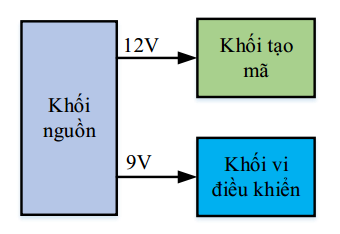 Khối
nguồn
12V
Khối tạo
mã
9V
Khối vi
điều khiển